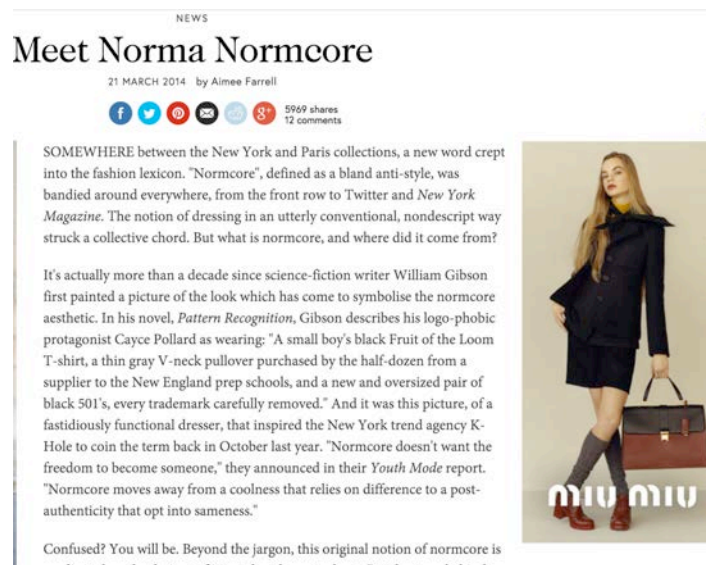 NEWS
Meet Norma Normcore
21 MARCH 2014 by Aimee Farrell
5969 shares
12 comments
SOMEWHERE between the New York and Paris collections, a new word crept
into the fashion lexicon. "Normcore", defined as a bland anti-style, was
bandied around everywhere, from the front row to Twitter and New York
Magazine. The notion of dressing in an utterly conventional, nondescript way
struck a collective chord. But what is normcore, and where did it come from?
It's actually more than a decade since science-fiction writer William Gibson
first painted a picture of the look which has come to symbolise the normcore
aesthetic. In his novel, Pattern Recognition, Gibson describes his logo-phobic
protagonist Cayce Pollard as wearing: "A small boy's black Fruit of the Loom
T-shirt, a thin gray V-neck pullover purchased by the half-dozen from a
supplier to the New England prep schools, and a new and oversized pair of
black 501's, every trademark carefully removed." And it was this picture, of a
fastidiously functional dresser, that inspired the New York trend agency K-
Hole to coin the term back in October last year. "Normcore doesn't want the
freedom to become someone," they announced in their Youth Mode report.
"Normcore moves away from a coolness that relies on difference to a post-
authenticity that opt into sameness."
Confused? You will be. Beyond the jargon, this original notion of normcore is
miu miu